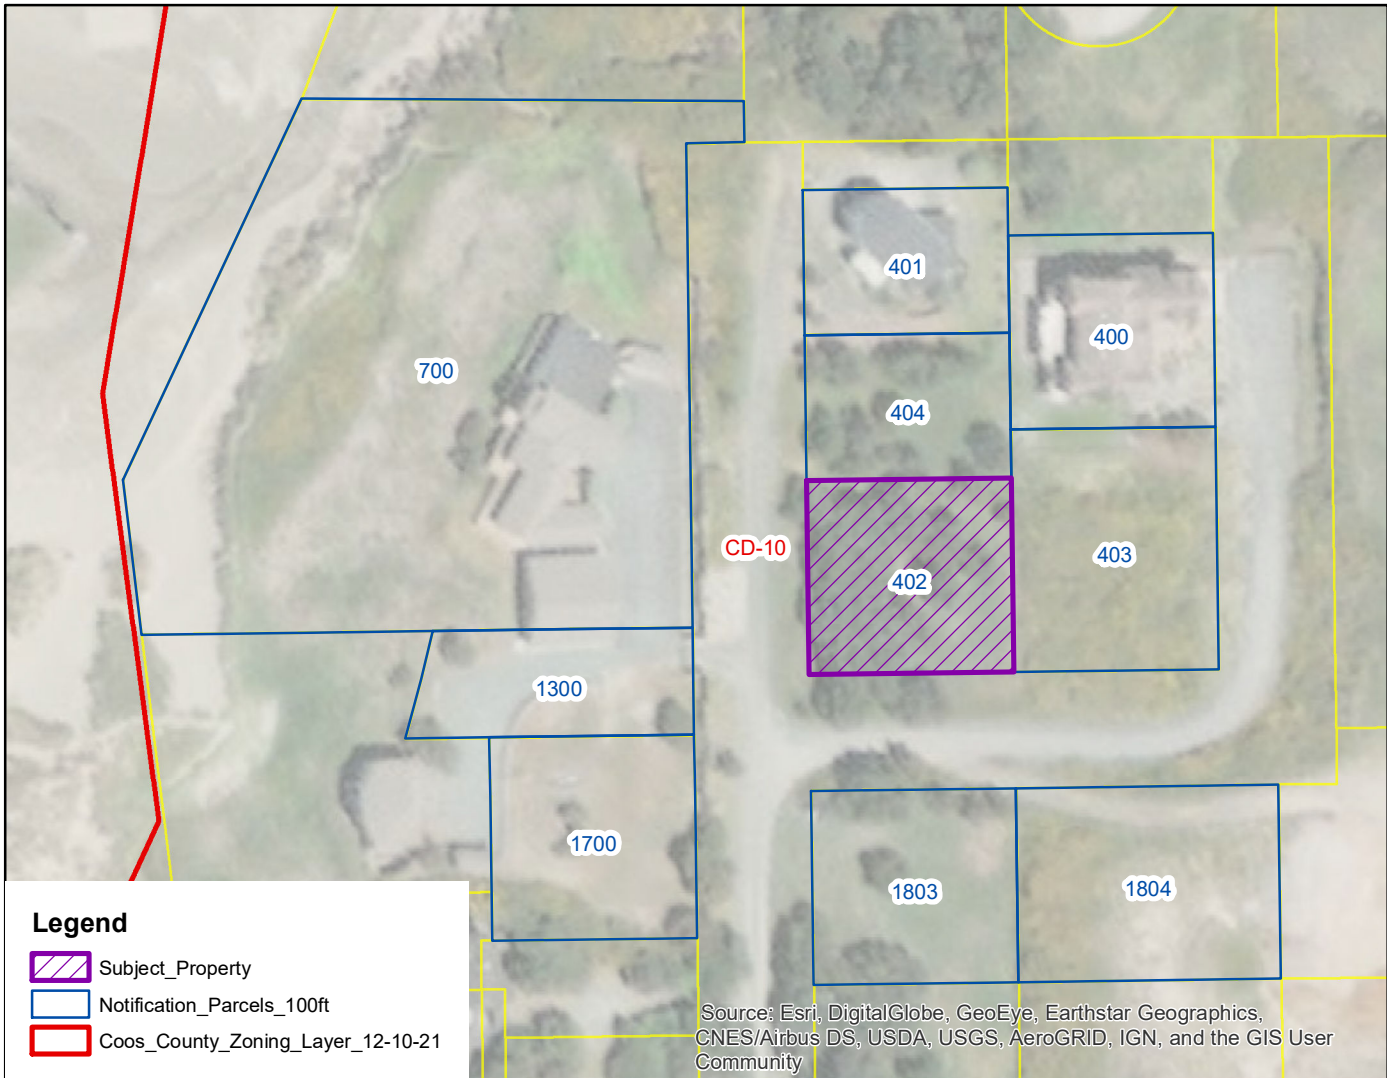 401
400
700
404
CD-10
403
402
1300
1700
1804
1803
Legend
Subject_Property
Notification_Parcels_100ft
Coos_County_Zoning_Layer_12-10-21
Source: Esri, DigitalGlobe, GeoEye, Earthstar Geographics,
CNES/Airbus DS, USDA, USGS, AeroGRID, IGN, and the GIS User
Community